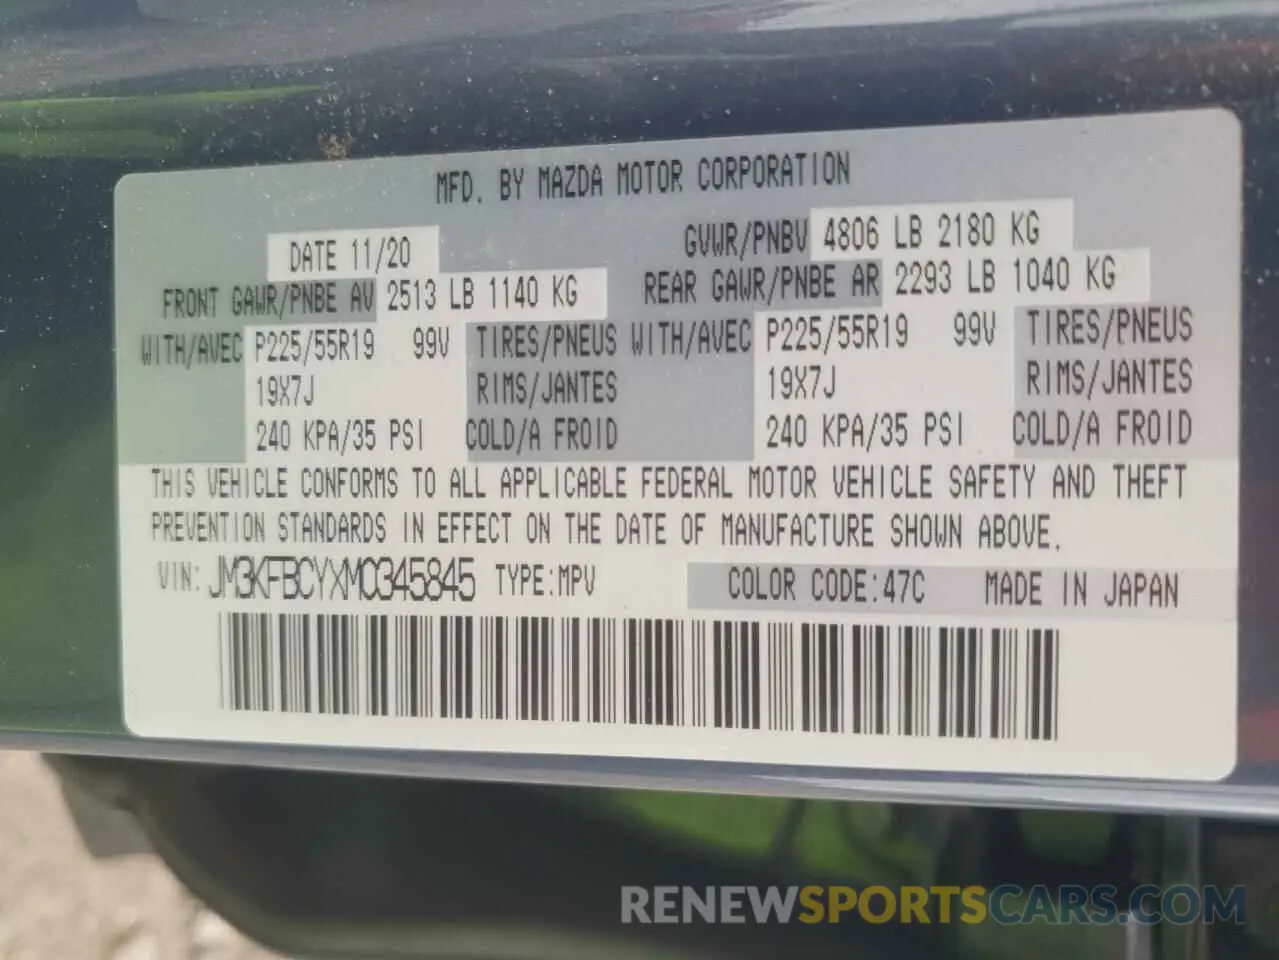 MFD. BY MAZDA MOTOR CORPORATION
DATE 11/20 GVWR/PNBV 4806 LB 2180 KG
FRONT GAWR/PNBE AV 2513 LB 1140 KG REAR GAWR/PNBE AR 2293 LB 1040 KG
WITH/AVEC P225/55R19 99V TIRES/PNEUS WITH/AVEC P225/55R19 99V TIRES/PNEUS
19X7J RIMS/JANTES 19X7J RIMS/JANTES
240 KPA/35 PSI COLD/A FROID 240 KPA/35 PSI COLD/A FROID
THIS VEHICLE CONFORMS TO ALL APPLICABLE FEDERAL MOTOR VEHICLE SAFETY AND THEFT
PREVENTION STANDARDS IN EFFECT ON THE DATE OF MANUFACTURE SHOWN ABOVE.
VIN: JM3KFBCYXM0345845 TYPE:MPV COLOR CODE:47C MADE IN JAPAN
RENEWSPORTSCARS.COM